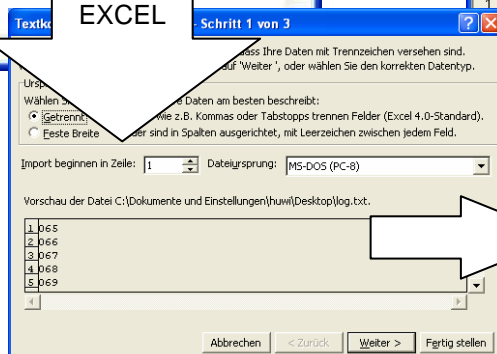 EXCEL
Textko - Schritt 1 von 3
dass Ihre Daten mit Trennzeichen versehen sind.
auf 'Weiter ', oder wählen Sie den korrekten Datentyp.
Wählen Daten am besten beschreibt:
Getrennt wie z.B. Kommas oder Tabstopps trennen Felder (Excel 4.0-Standard).
Feste Breite sind in Spalten ausgerichtet, mit Leerzeichen zwischen jedem Feld.
Import beginnen in Zeile: 1 Dateiursprung: MS-DOS (PC-8)
Vorschau der Datei C:\Dokumente und Einstellungen\huwi\Desktop\log.txt.
1 065
2 066
3 067
4 068
5 069
Abbrechen < Zurück Weiter > Fertig stellen